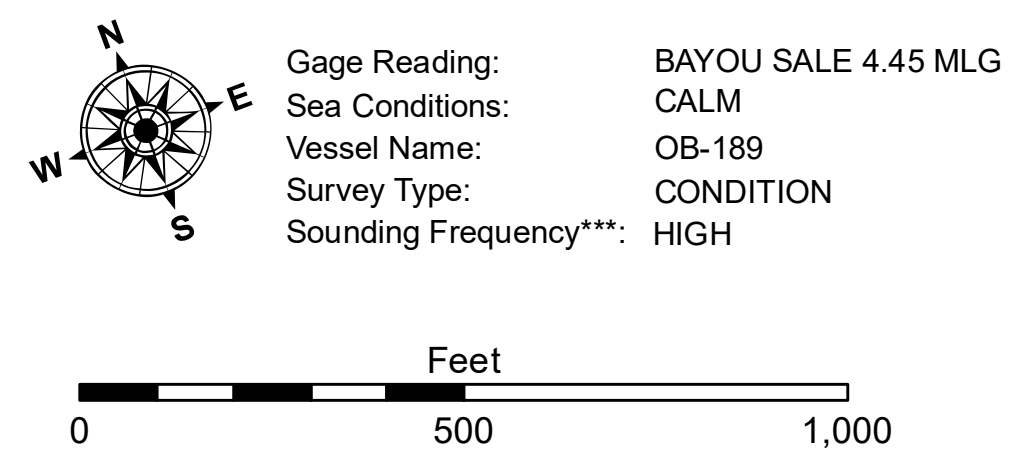 N
E
W
S
Gage Reading: BAYOU SALE 4.45 MLG
Sea Conditions: CALM
Vessel Name: OB-189
Survey Type: CONDITION
Sounding Frequency***: HIGH
Feet
0 500 1,000